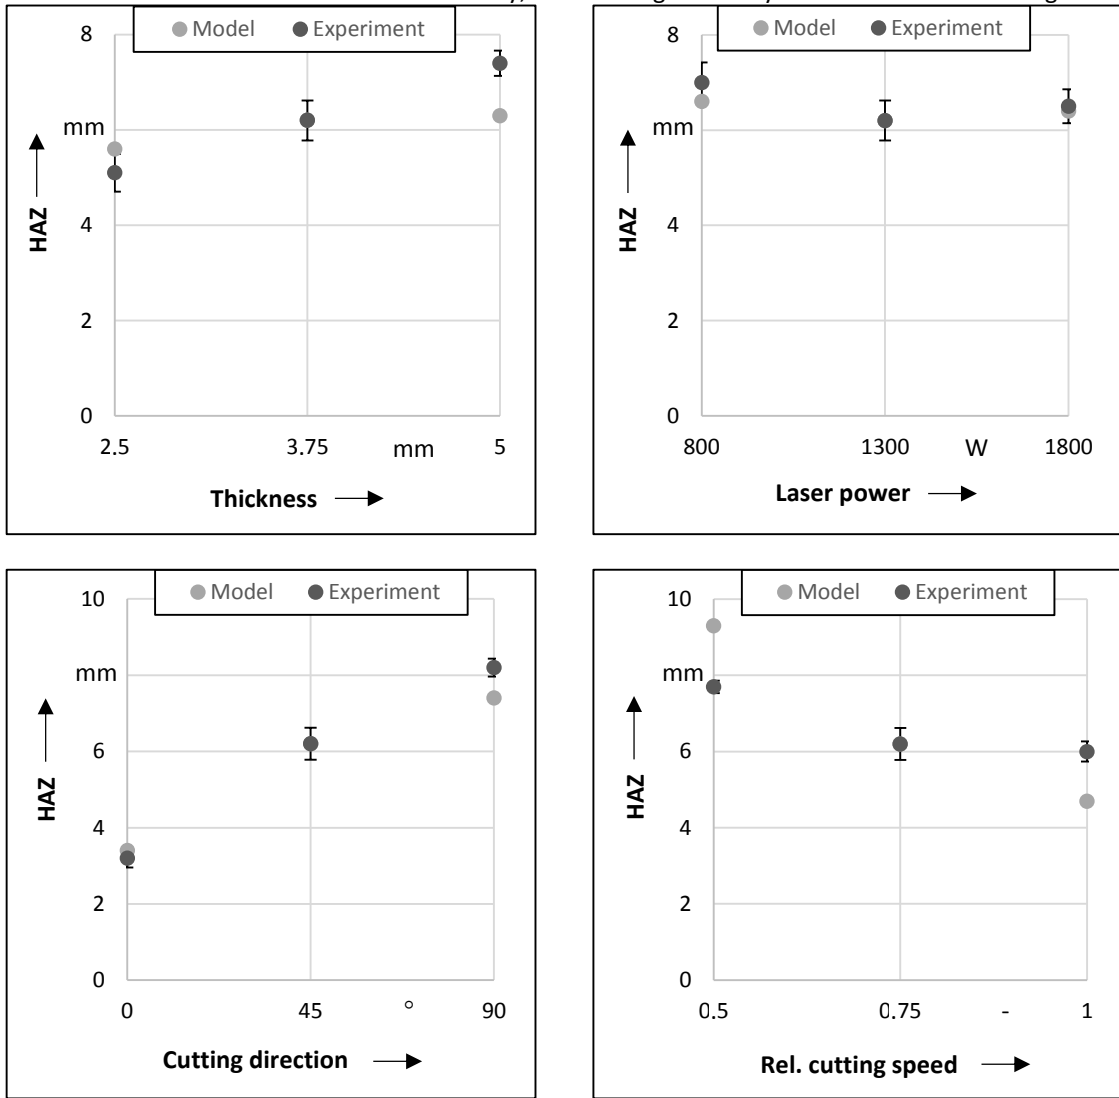 Model Experiment
8
mm
4
2
0
HAZ
2.5 3.75 mm 5
Thickness
Model Experiment
8
mm
4
2
0
HAZ
800 1300 W 1800
Laser power
Model Experiment
10
mm
6
4
2
0
HAZ
0 45 ° 90
Cutting direction
Model Experiment
10
mm
6
4
2
0
HAZ
0.5 0.75 - 1
Rel. cutting speed